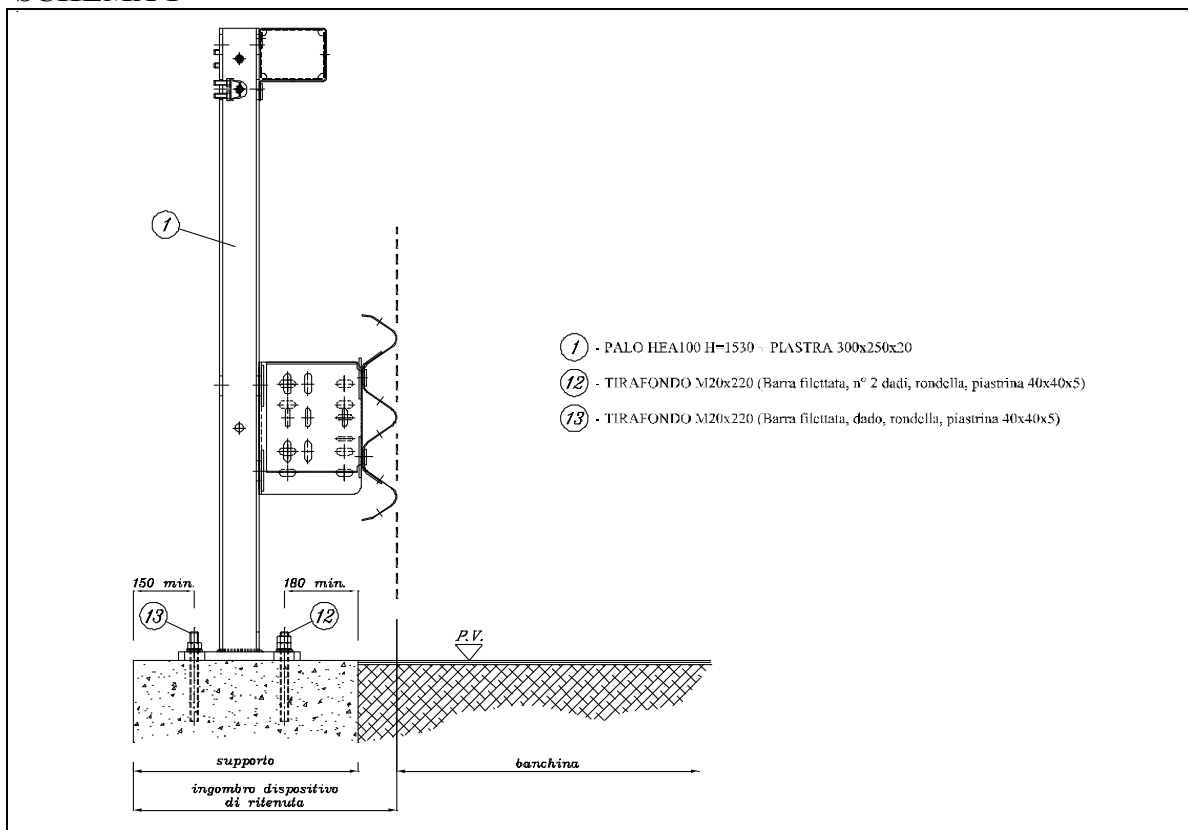 1
1 - PALO HEA100 H=1530 - PIASTRA 300x250x20
12 - TIRAFONDO M20x220 (Barra filettata, n° 2 dadi, rondella, piastrina 40x40x5)
13 - TIRAFONDO M20x220 (Barra filettata, dado, rondella, piastrina 40x40x5)
150 min.
180 min.
13
12
P.V.
supporto
banchina
ingombro dispositivo
di ritenuta